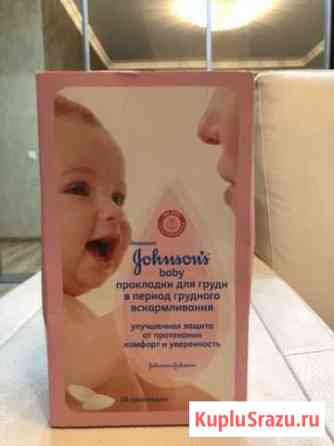 Johnson's
baby
прокладки для груди
в период грудного
вскармливания
улучшенная защита
от протекания
комфорт и уверенность
Johnson & Johnson
KupluSrazu.ru